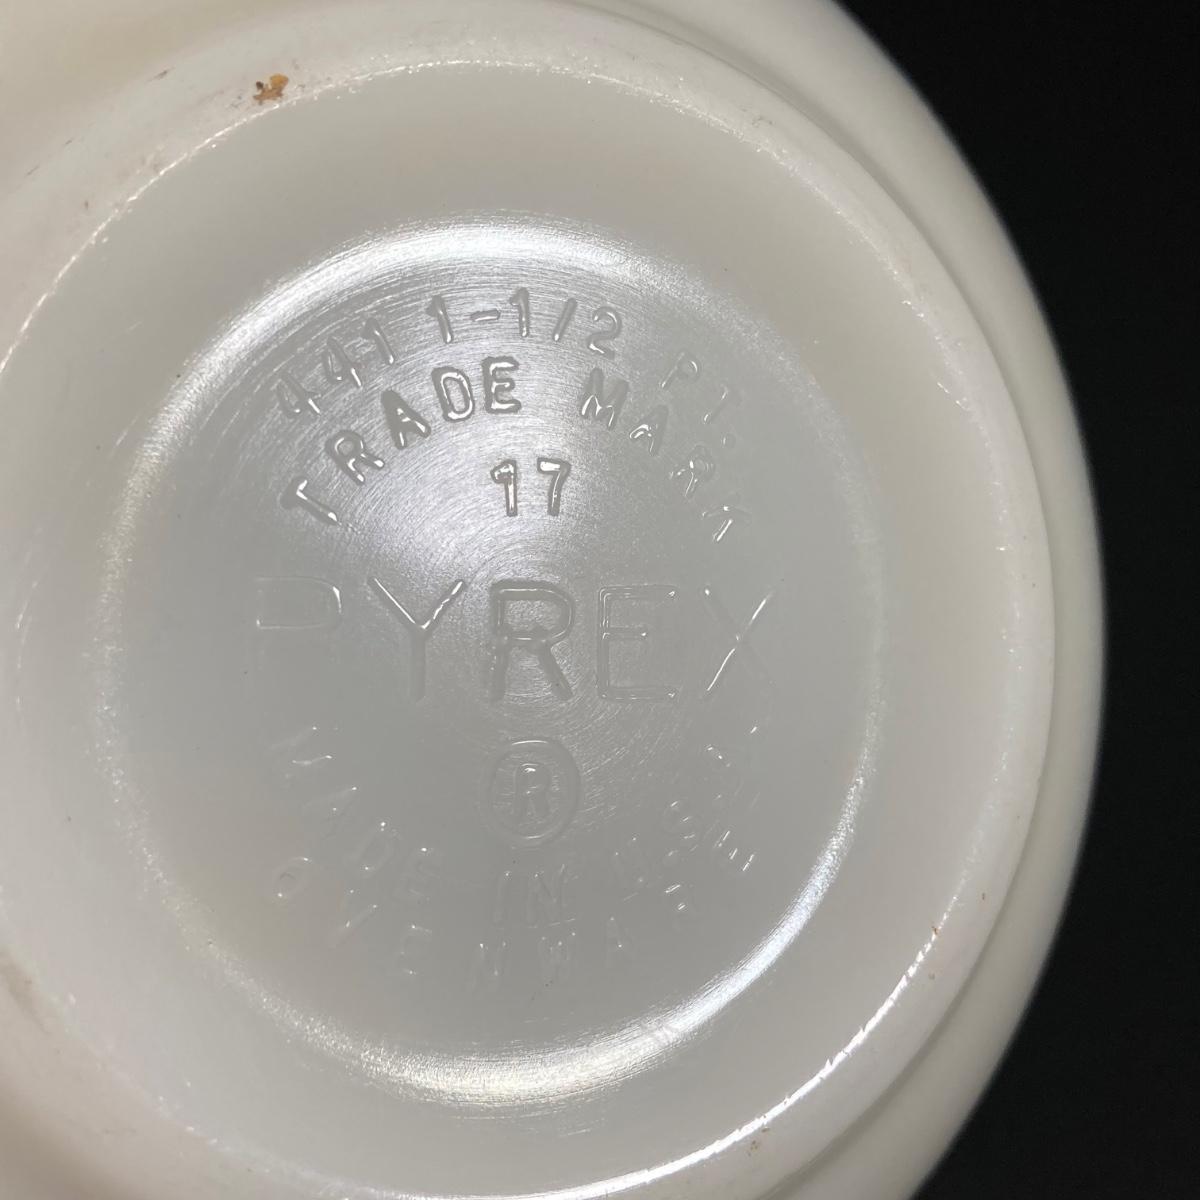 441 1-1/2 PT.
TRADE MARK
17
PYREX
®
MADE IN U.S.A.
OVENWARE